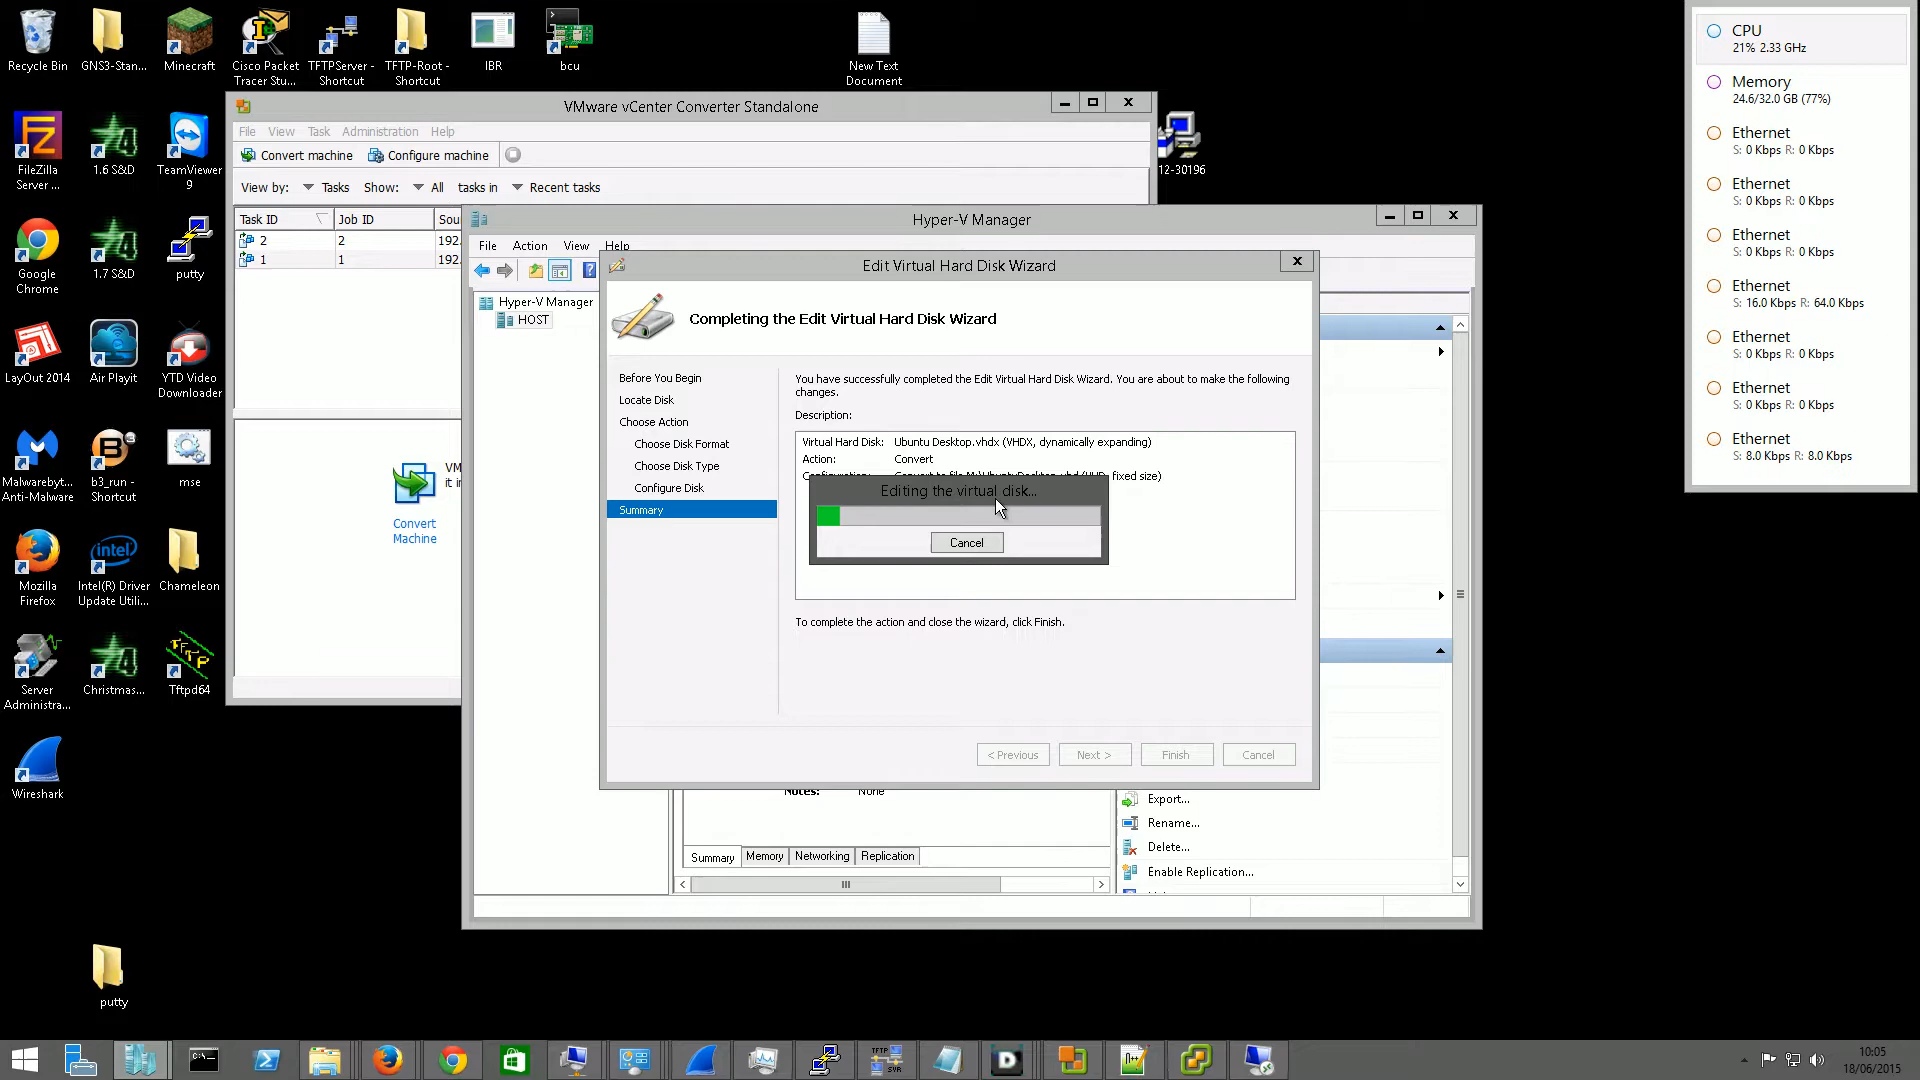 Recycle Bin
GNS3-Stan...
Minecraft
Cisco Packet
Tracer Stu...
TFTPServer -
Shortcut
TFTP-Root -
Shortcut
IBR
bcu
New Text
Document
FileZilla
Server ...
1.6 S&D
TeamViewer
9
Google
Chrome
1.7 S&D
putty
LayOut 2014
Air Playit
YTD Video
Downloader
Malwarebyt...
Anti-Malware
b3_run -
Shortcut
mse
Mozilla
Firefox
Intel(R) Driver
Update Utili...
Chameleon
Server
Administra...
Christmas...
Tftpd64
Wireshark
putty
12-30196
VMware vCenter Converter Standalone
File View Task Administration Help
Convert machine Configure machine
View by: Tasks Show: All tasks in Recent tasks
Task ID Job ID Sou
2 2 192.
1 1 192.
VM
it in
Convert
Machine
Hyper-V Manager
File Action View Help
Hyper-V Manager
HOST
Edit Virtual Hard Disk Wizard
Completing the Edit Virtual Hard Disk Wizard
Before You Begin
Locate Disk
Choose Action
Choose Disk Format
Choose Disk Type
Configure Disk
Summary
You have successfully completed the Edit Virtual Hard Disk Wizard. You are about to make the following
changes.
Description:
Virtual Hard Disk: Ubuntu Desktop.vhdx (VHDX, dynamically expanding)
Action: Convert
fixed size)
Editing the virtual disk...
Cancel
To complete the action and close the wizard, click Finish.
< Previous Next > Finish Cancel
Notes: None
Summary Memory Networking Replication
Export...
Rename...
Delete...
Enable Replication...
CPU
21% 2.33 GHz
Memory
24.6/32.0 GB (77%)
Ethernet
S: 0 Kbps R: 0 Kbps
Ethernet
S: 0 Kbps R: 0 Kbps
Ethernet
S: 0 Kbps R: 0 Kbps
Ethernet
S: 16.0 Kbps R: 64.0 Kbps
Ethernet
S: 0 Kbps R: 0 Kbps
Ethernet
S: 0 Kbps R: 0 Kbps
Ethernet
S: 8.0 Kbps R: 8.0 Kbps
10:05
18/06/2015